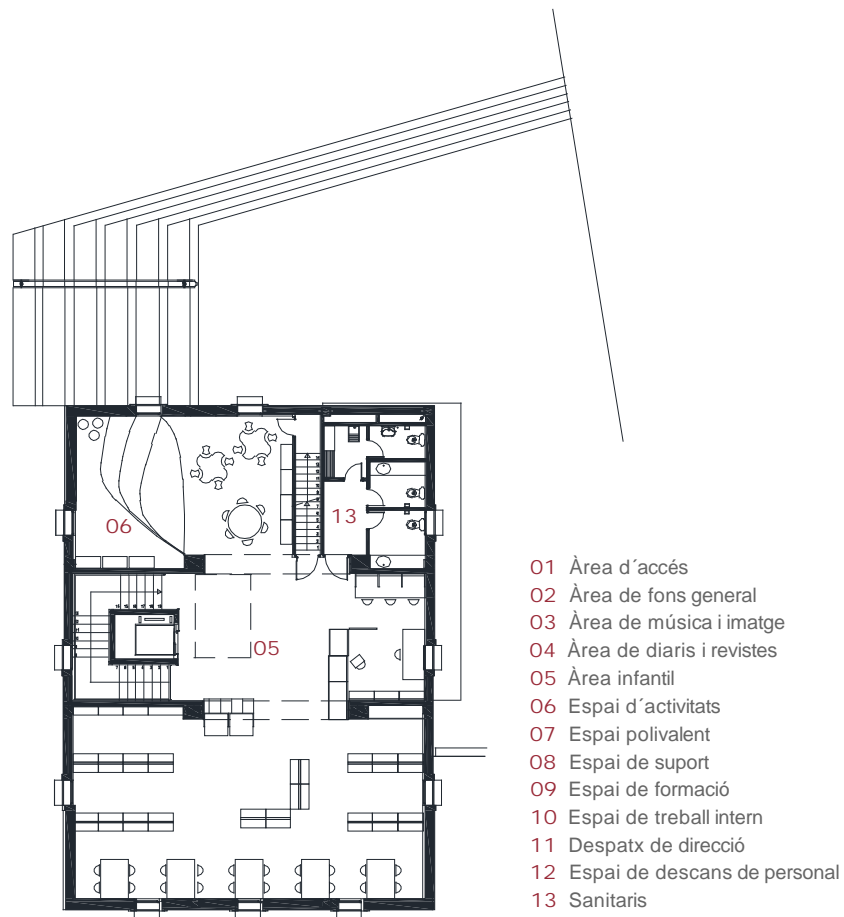 06
13
05
01 Àrea d´accés
02 Àrea de fons general
03 Àrea de música i imatge
04 Àrea de diaris i revistes
05 Àrea infantil
06 Espai d´activitats
07 Espai polivalent
08 Espai de suport
09 Espai de formació
10 Espai de treball intern
11 Despatx de direcció
12 Espai de descans de personal
13 Sanitaris